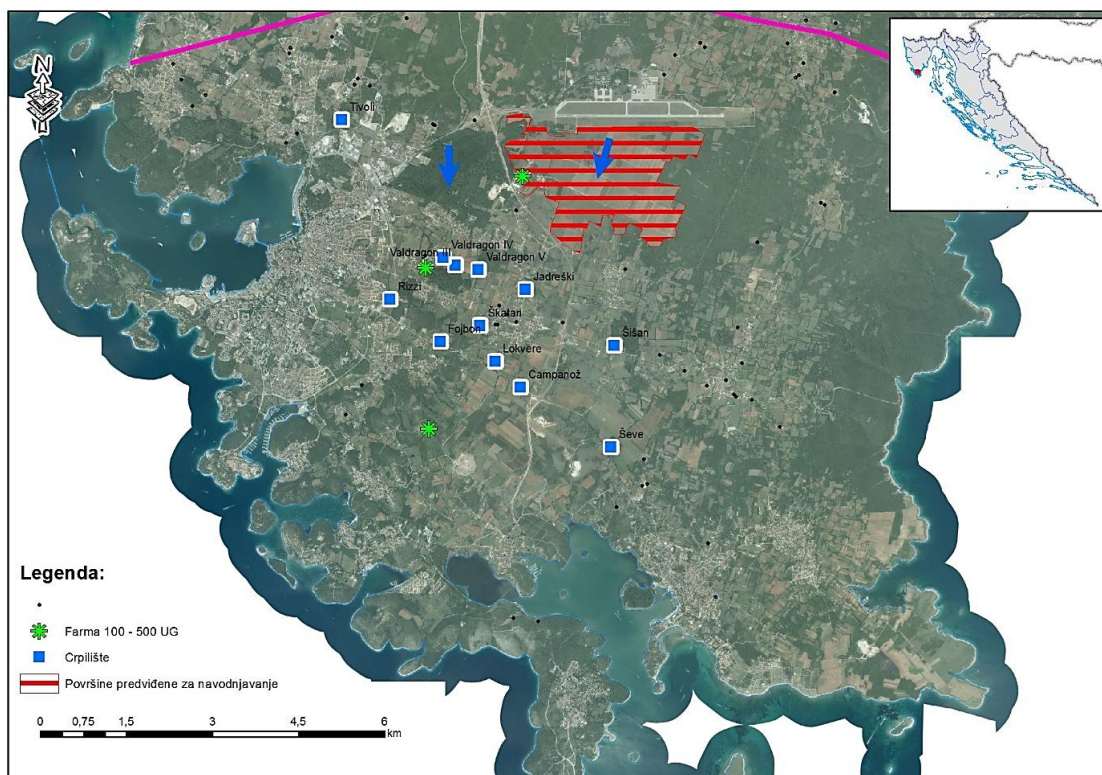 N
Tivoli
Valdragon IV
Valdragon III
Valdragon V
Jadreški
Rizzi
Škatari
Fojbon
Šišan
Lokvere
Campanož
Ševe
Legenda:
Farma 100 - 500 UG
Crpilište
Površine predviđene za navodnjavanje
0 0,75 1,5 3 4,5 6
km